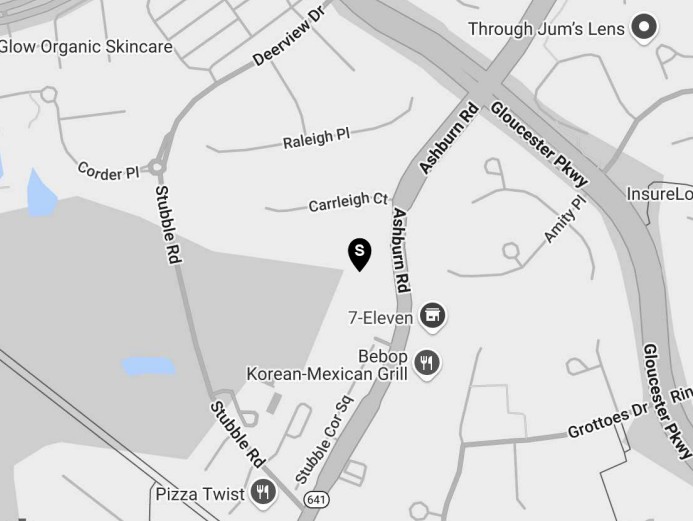 Through Jum's Lens
Glow Organic Skincare
Deerview Dr
Raleigh Pl
Ashburn Rd
Gloucester Pkwy
Corder Pl
Carrleigh Ct
InsureLo
Stubble Rd
Ashburn Rd
Amity Pl
S
7-Eleven
Bebop
Korean-Mexican Grill
Gloucester Pkwy
Rin
Stubble Rd
Stubble Cor Sq
Grottoes Dr
Pizza Twist
641